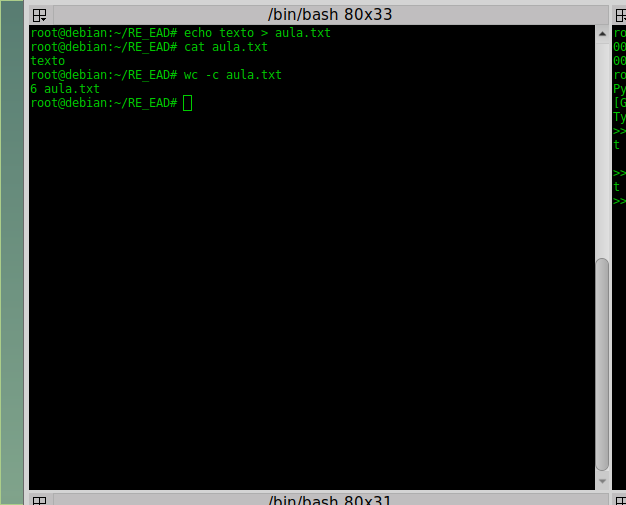 /bin/bash 80x33
root@debian:~/RE_EAD# echo texto > aula.txt
root@debian:~/RE_EAD# cat aula.txt
texto
root@debian:~/RE_EAD# wc -c aula.txt
6 aula.txt
root@debian:~/RE_EAD#
ro
00
00
ro
Py
[G
Ty
>>
t
>>
t
>>
/bin/bash 80x31